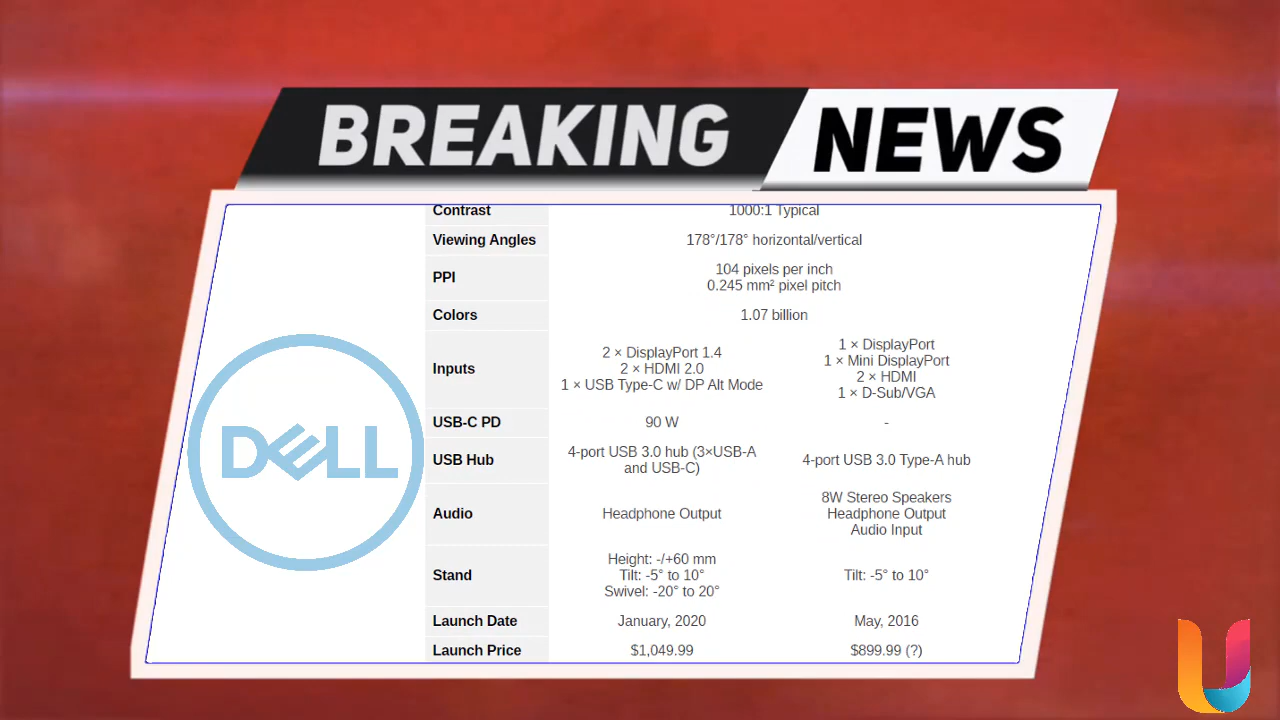 BREAKING NEWS
Contrast 1000:1 Typical
Viewing Angles 178°/178° horizontal/vertical
PPI 104 pixels per inch
0.245 mm² pixel pitch
Colors 1.07 billion
Inputs
2 × DisplayPort 1.4
2 × HDMI 2.0
1 × USB Type-C w/ DP Alt Mode
1 × DisplayPort
1 × Mini DisplayPort
2 × HDMI
1 × D-Sub/VGA
USB-C PD 90 W -
DELL
USB Hub
4-port USB 3.0 hub (3×USB-A
and USB-C)
4-port USB 3.0 Type-A hub
Audio
Headphone Output
8W Stereo Speakers
Headphone Output
Audio Input
Stand
Height: -/+60 mm
Tilt: -5° to 10°
Swivel: -20° to 20°
Tilt: -5° to 10°
Launch Date January, 2020 May, 2016
Launch Price $1,049.99 $899.99 (?)